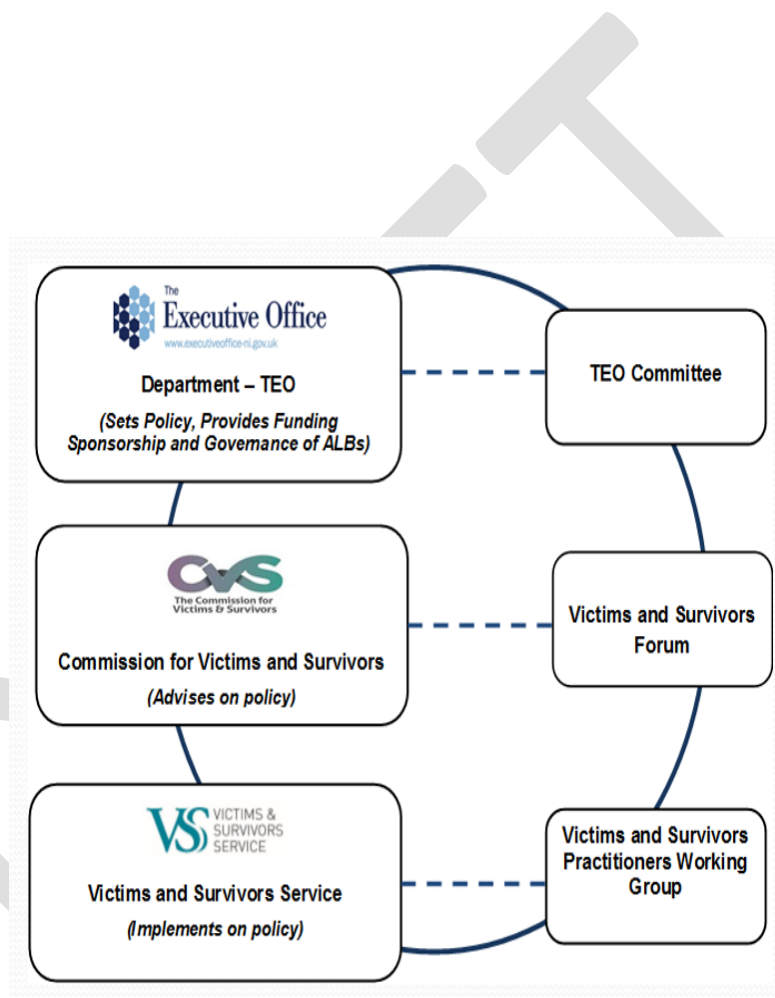 The
Executive Office
www.executiveoffice-ni.gov.uk
Department – TEO
(Sets Policy, Provides Funding
Sponsorship and Governance of ALBs)
TEO Committee
CVS
The Commission for
Victims & Survivors
Commission for Victims and Survivors
(Advises on policy)
Victims and Survivors
Forum
VS
VICTIMS &
SURVIVORS
SERVICE
Victims and Survivors Service
(Implements on policy)
Victims and Survivors
Practitioners Working
Group